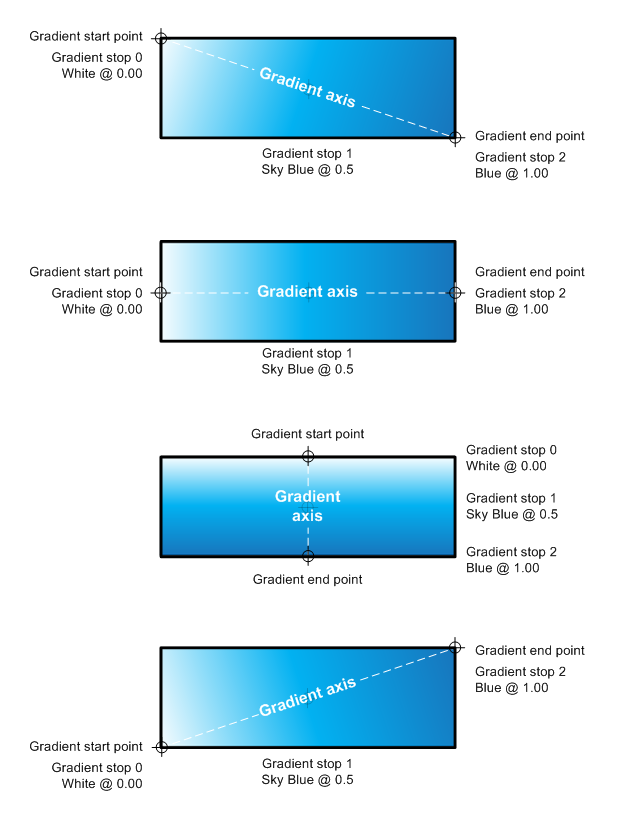 Gradient start point
Gradient stop 0
White @ 0.00
Gradient axis
Gradient stop 1
Sky Blue @ 0.5
Gradient end point
Gradient stop 2
Blue @ 1.00
Gradient start point
Gradient stop 0
White @ 0.00
Gradient axis
Gradient end point
Gradient stop 2
Blue @ 1.00
Gradient stop 1
Sky Blue @ 0.5
Gradient start point
Gradient stop 0
White @ 0.00
Gradient
axis
Gradient stop 1
Sky Blue @ 0.5
Gradient stop 2
Blue @ 1.00
Gradient end point
Gradient end point
Gradient stop 2
Blue @ 1.00
Gradient axis
Gradient start point
Gradient stop 0
White @ 0.00
Gradient stop 1
Sky Blue @ 0.5